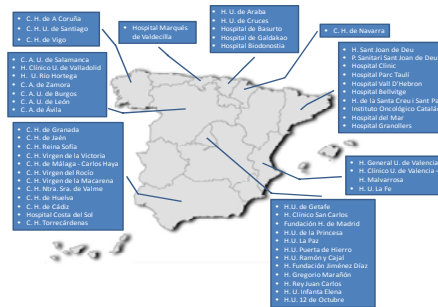 • C. H. de A Coruña
• C. H. U. de Santiago
• C. H. de Vigo
• Hospital Marqués de Valdecilla
• H. U. de Araba
• H. U. de Cruces
• Hospital de Basurto
• Hospital de Galdakao
• Hospital Biodonostia
• C. H. de Navarra
• C. A. U. de Salamanca
• H. Clínico U. de Valladolid
• H. U. Río Hortega
• C. A. de Zamora
• C. A. U. de Burgos
• C. A. U. de León
• C. A. de Ávila
• H. Sant Joan de Deu
• P. Sanitari Sant Joan de Deu
• Hospital Clinic
• Hospital Parc Taulí
• Hospital Vall D'Hebron
• Hospital Bellvitge
• H. de la Santa Creu i Sant Pa
• Instituto Oncológico Catalán
• Hospital del Mar
• Hospital Granollers
• C. H. de Granada
• C. H. de Jaén
• C. H. Reina Sofía
• C. H. Virgen de la Victoria
• C. H. de Málaga - Carlos Haya
• C. H. Virgen del Rocío
• C. H. Virgen de la Macarena
• C. H. Ntra. Sra. de Valme
• C. H. de Huelva
• C. H. de Cádiz
• Hospital Costa del Sol
• C. H. Torrecárdenas
• H. General U. de Valencia
• H. Clínico U. de Valencia -
H. Malvarrosa
• H. U. La Fe
• H.U. de Getafe
• H. Clínico San Carlos
• Fundación H. de Madrid
• H.U. de la Princesa
• H.U. La Paz
• H.U. Puerta de Hierro
• H.U. Ramón y Cajal
• H. Fundación Jiménez Díaz
• H. Gregorio Marañón
• H. Rey Juan Carlos
• H. U. Infanta Elena
• H.U. 12 de Octubre